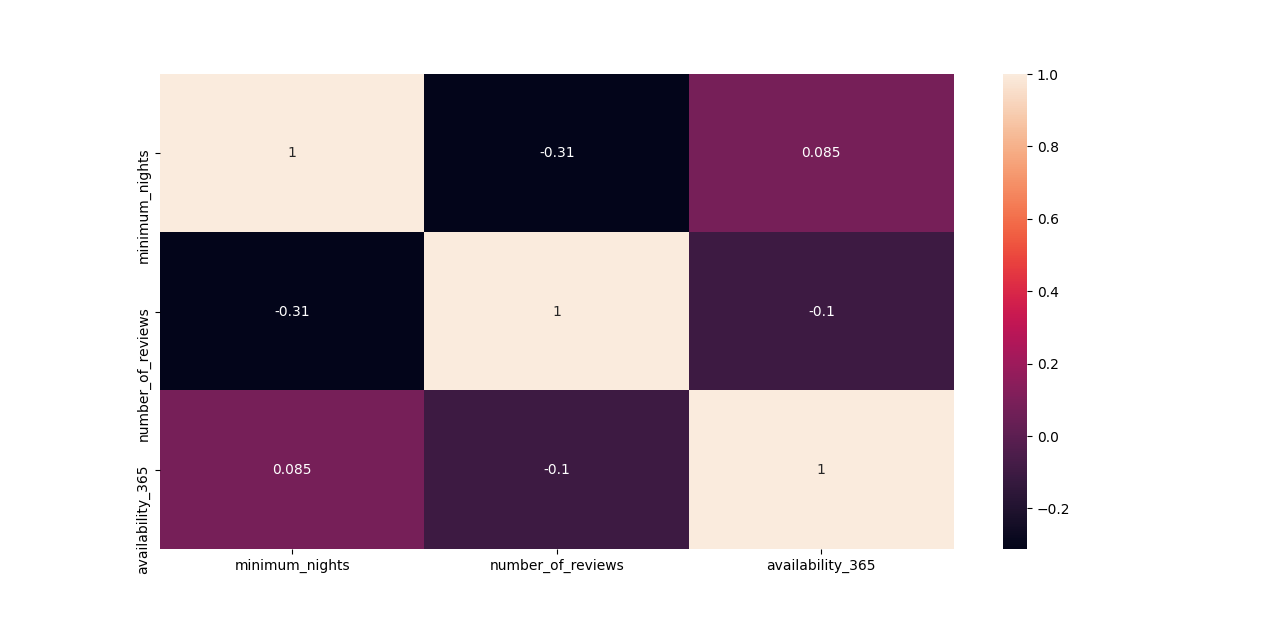 minimum_nights
1
-0.31
0.085
number_of_reviews
-0.31
1
-0.1
availability_365
0.085
-0.1
1
minimum_nights
number_of_reviews
availability_365
1.0
0.8
0.6
0.4
0.2
0.0
−0.2